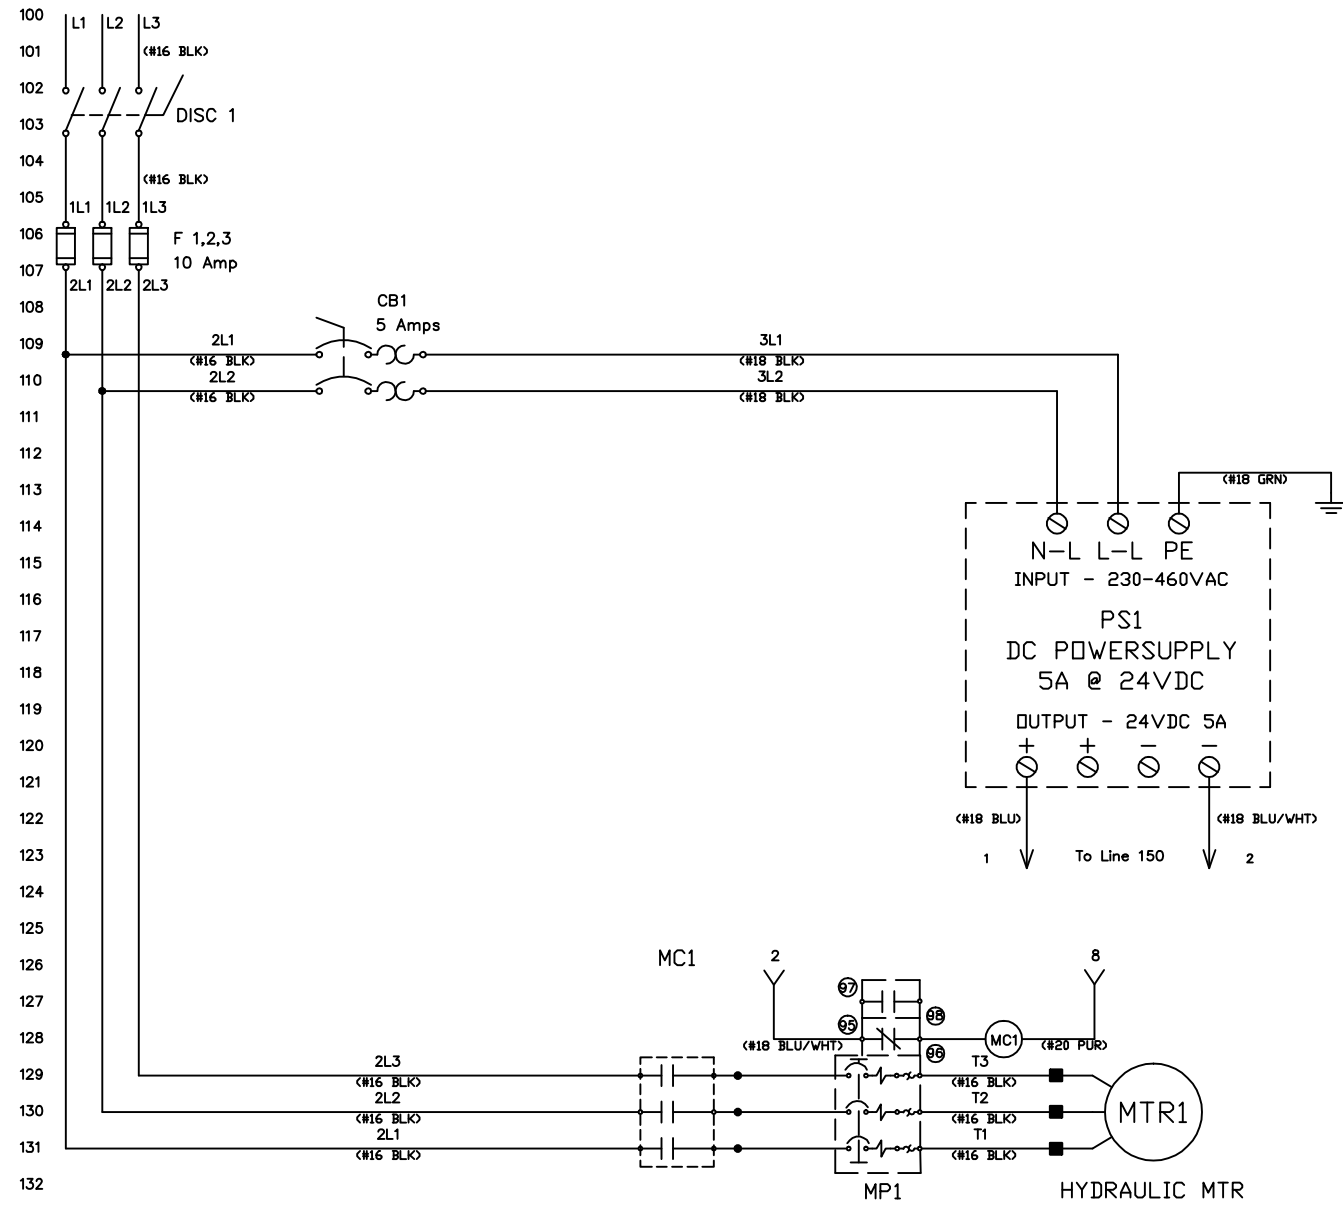 100 L1 L2 L3
101 (#16 BLK)
102
103 DISC 1
104
(#16 BLK)
105
1L1 1L2 1L3
106 F 1,2,3
10 Amp
107
2L1 2L2 2L3
108 CB1
5 Amps
109 2L1 3L1
(#16 BLK) (#18 BLK)
110 2L2 3L2
(#16 BLK) (#18 BLK)
111
112
113 (#18 GRN)
114
N-L L-L PE
115
INPUT - 230-460VAC
116
PS1
117
DC POWERSUPPLY
118
5A @ 24VDC
119
OUTPUT - 24VDC 5A
120 + + - -
121
122 (#18 BLU) (#18 BLU/WHT)
123 1 To Line 150 2
124
125
126 MC1 2 8
97
127
98
95
128 (#18 BLU/WHT) MC1 (#20 PUR)
96
129 2L3 T3
(#16 BLK) (#16 BLK)
130 2L2 T2
(#16 BLK) (#16 BLK)
MTR1
131 2L1 T1
(#16 BLK) (#16 BLK)
132 MP1 HYDRAULIC MTR